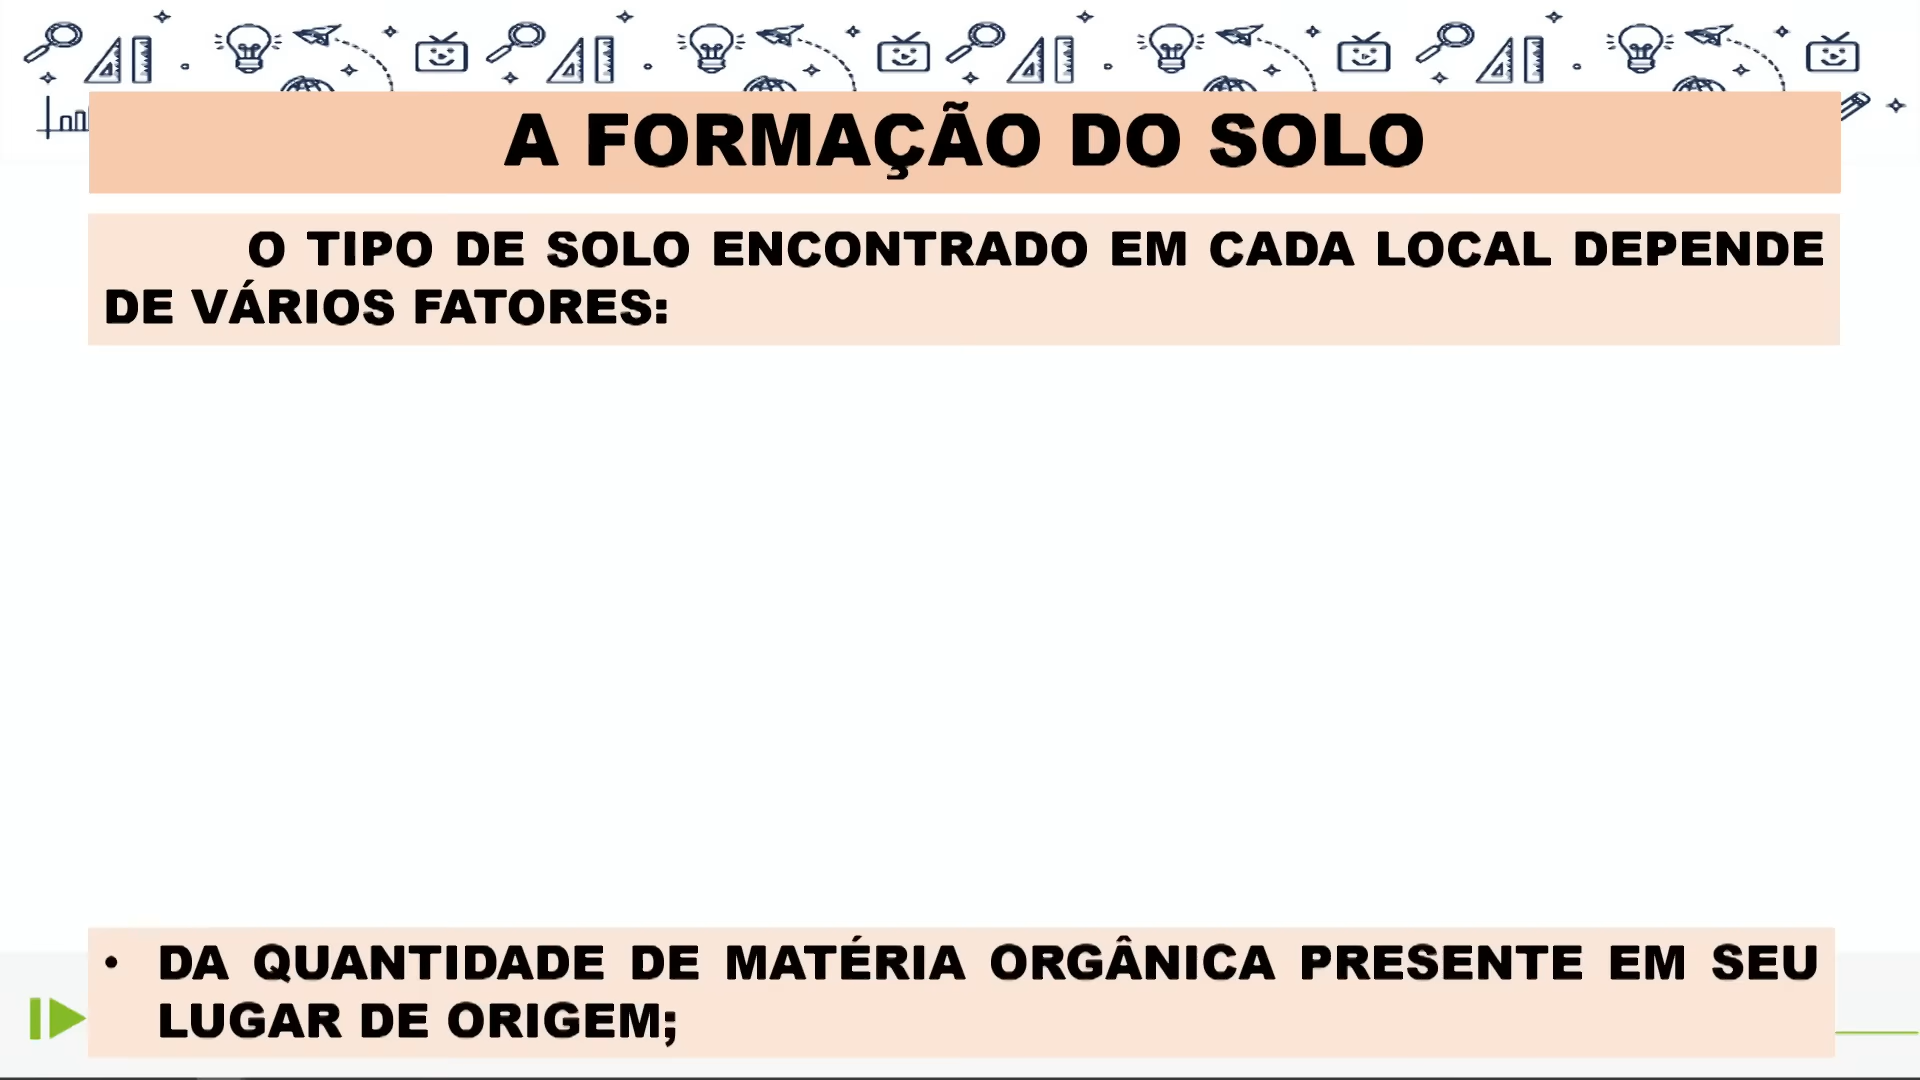 A FORMAÇÃO DO SOLO
O TIPO DE SOLO ENCONTRADO EM CADA LOCAL DEPENDE
DE VÁRIOS FATORES:
• DA QUANTIDADE DE MATÉRIA ORGÂNICA PRESENTE EM SEU
LUGAR DE ORIGEM;